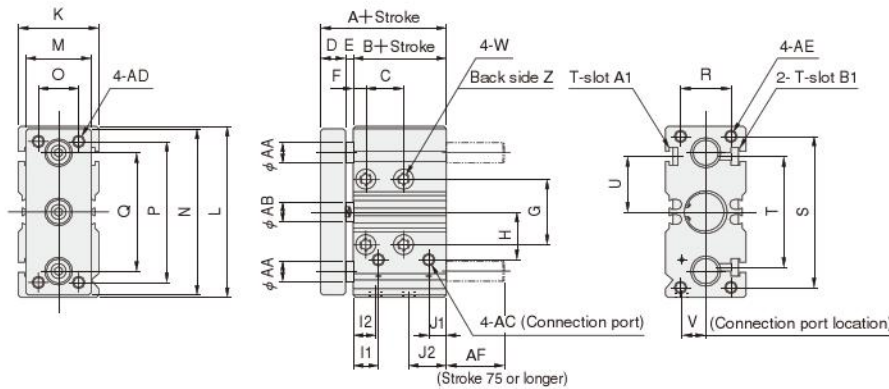 K
M
O
4-AD
Q
P
N
L
A+Stroke
D
E
B+Stroke
F
C
4-W
Back side Z
φAA
φAB
φAA
G
H
I2
I1
J1
J2
AF
4-AC (Connection port)
(Stroke 75 or longer)
T-slot A1
R
4-AE
2- T-slot B1
U
T
S
V
(Connection port location)